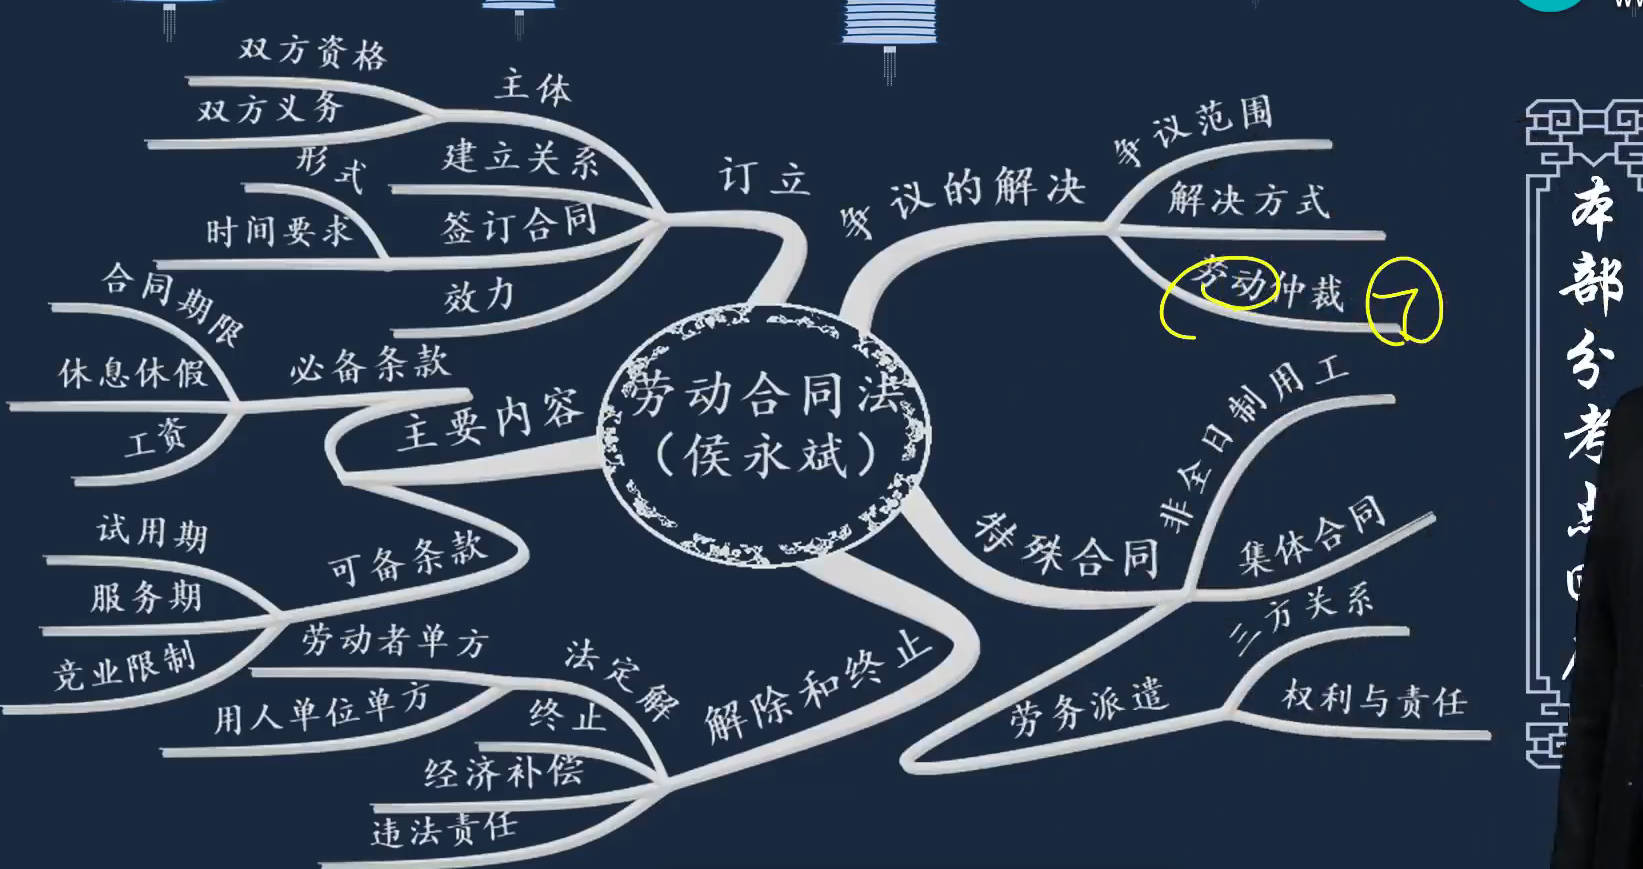 劳动合同法
（侯永斌）
订立
主体
双方资格
双方义务
建立关系
签订合同
形式
时间要求
效力
主要内容
必备条款
合同期限
休息休假
工资
可备条款
试用期
服务期
竞业限制
解除和终止
法定解
劳动者单方
用人单位单方
终止
经济补偿
违法责任
争议的解决
争议范围
解决方式
劳动仲裁
特殊合同
非全日制用工
集体合同
劳务派遣
三方关系
权利与责任
本部分考点